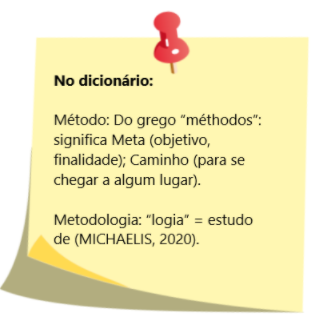 No dicionário:
Método: Do grego “méthodos”:
significa Meta (objetivo,
finalidade); Caminho (para se
chegar a algum lugar).
Metodologia: “logia” = estudo
de (MICHAELIS, 2020).